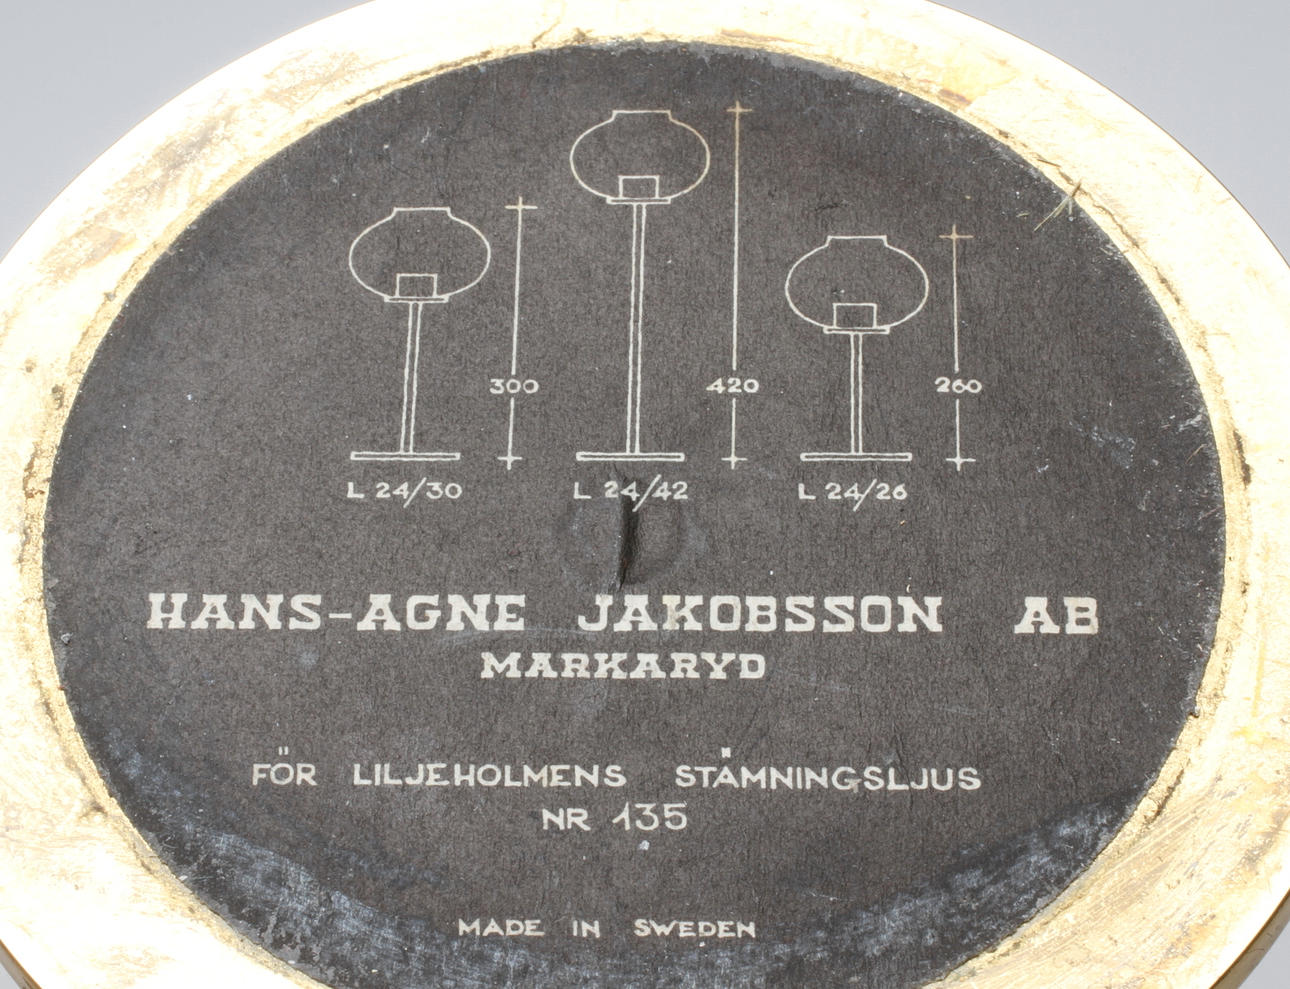 300 420 260
L 24/30 L 24/42 L 24/26
HANS-AGNE JAKOBSSON AB
MARKARYD
FÖR LILJEHOLMENS STÄMNINGSLJUS
NR 135
MADE IN SWEDEN